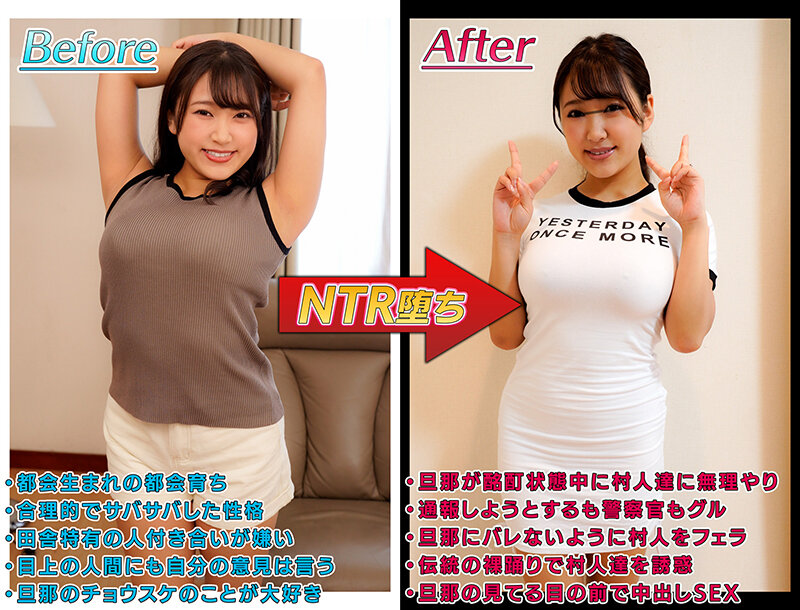 Before
After
YESTERDAY
ONCE MORE
NTR堕ち
・都会生まれの都会育ち
・合理的でサバサバした性格
・田舎特有の人付き合いが嫌い
・目上の人間にも自分の意見は言う
・旦那のチョウスケのことが大好き
・旦那が酩酊状態中に村人達に無理やり
・通報しようとするも警察官もグル
・旦那にバレないように村人をフェラ
・伝統の裸踊りで村人達を誘惑
・旦那の見てる目の前で中出しSEX